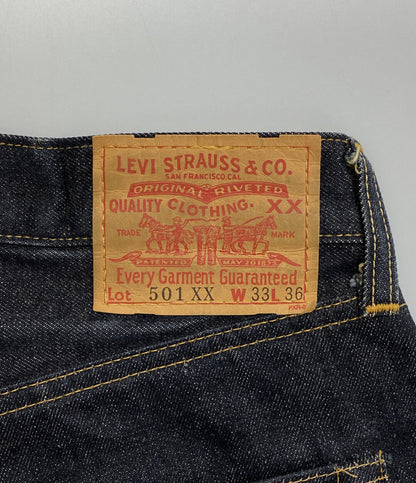 LEVI STRAUSS & CO.
SAN FRANCISCO, CAL.
ORIGINAL RIVETED
QUALITY CLOTHING. XX
TRADE MARK
PATENTED MAY 20 1873
Every Garment Guaranteed
Lot 501 XX W 33 L 36